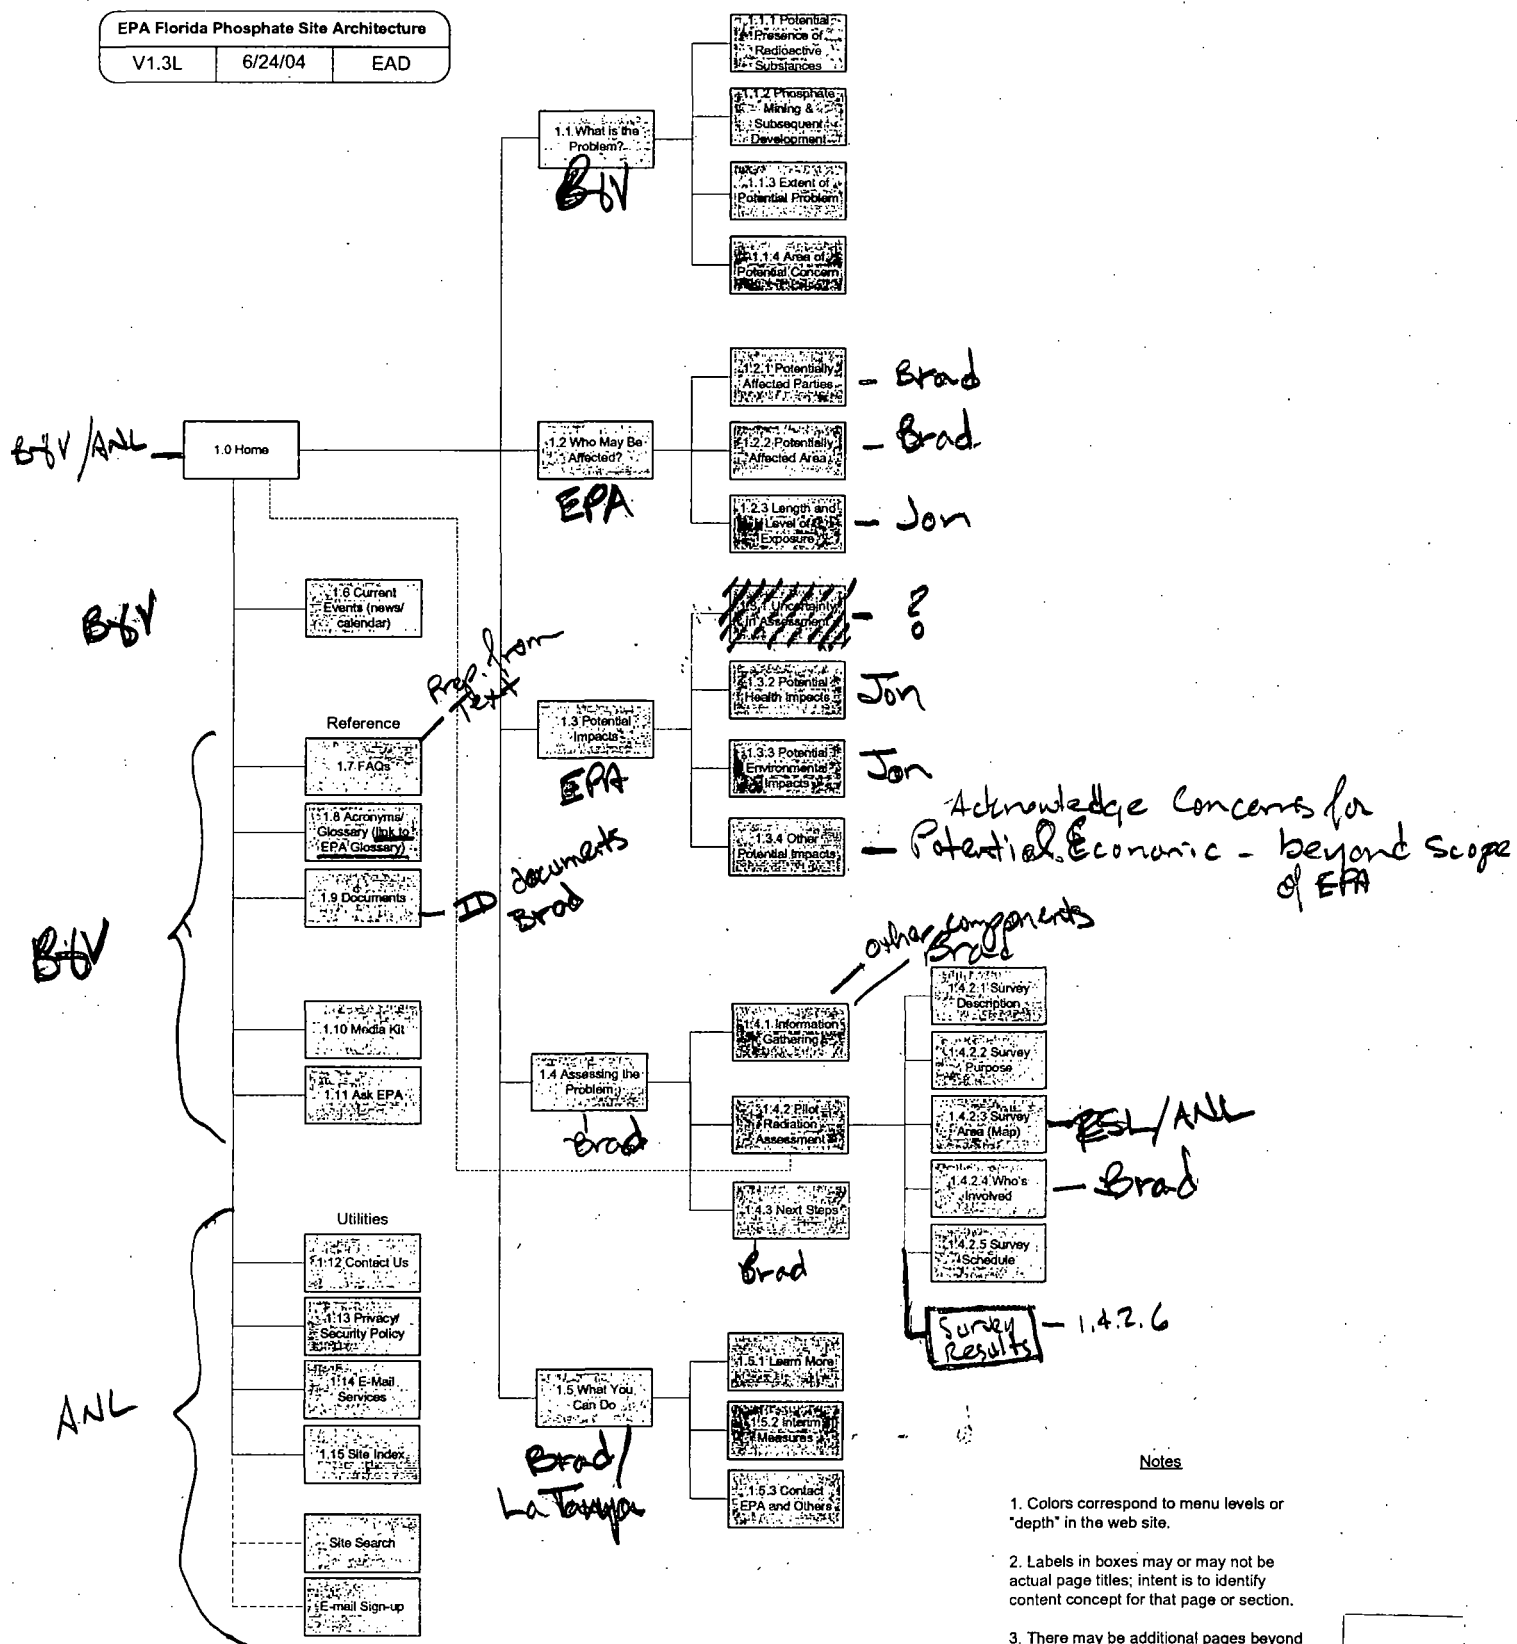 EPA Florida Phosphate Site Architecture
V1.3L 6/24/04 EAD
1.1.1 Potential
Presence of
Radioactive
Substances
1.1.2 Phosphate
Mining &
Subsequent
Development
1.1 What is the
Problem?
B&V
1.1.3 Extent of
Potential Problem
1.1.4 Area of
Potential Concern
B&V/ANL
1.0 Home
1.2 Who May Be
Affected?
EPA
1.2.1 Potentially
Affected Parties
- Brad
1.2.2 Potentially
Affected Area
- Brad
1.2.3 Length and
Level of
Exposure
- Jon
B&V
1.6 Current
Events (news/
calendar)
1.3.1 Uncertainty
in Assessment
- ?
1.3.2 Potential
Health Impacts
Jon
1.3 Potential
Impacts
EPA
1.3.3 Potential
Environmental
Impacts
Jon
1.3.4 Other
Potential Impacts
Acknowledge concerns for
- Potential Economic - beyond scope
of EPA
Reference
Prep. from
Text
1.7 FAQs
1.8 Acronyms/
Glossary (link to
EPA Glossary)
1.9 Documents
- ID documents
Brad
B&V
1.10 Media Kit
1.11 Ask EPA
other components
Brad
1.4.1 Information
Gathering
1.4 Assessing the
Problem
Brad
1.4.2 Pilot
Radiation
Assessment
1.4.3 Next Steps
Brad
1.4.2.1 Survey
Description
1.4.2.2 Survey
Purpose
1.4.2.3 Survey
Area (Map)
- ESL/ANL
1.4.2.4 Who's
Involved
- Brad
1.4.2.5 Survey
Schedule
Survey
Results
- 1.4.2.6
Utilities
1.12 Contact Us
1.13 Privacy/
Security Policy
1.14 E-Mail
Services
ANL
1.15 Site Index
Site Search
E-mail Sign-up
1.5 What You
Can Do
Brad/
LaTonya
1.5.1 Learn More
1.5.2 Interim
Measures
1.5.3 Contact
EPA and Others
Notes
1. Colors correspond to menu levels or
"depth" in the web site.
2. Labels in boxes may or may not be
actual page titles; intent is to identify
content concept for that page or section.
3. There may be additional pages beyond